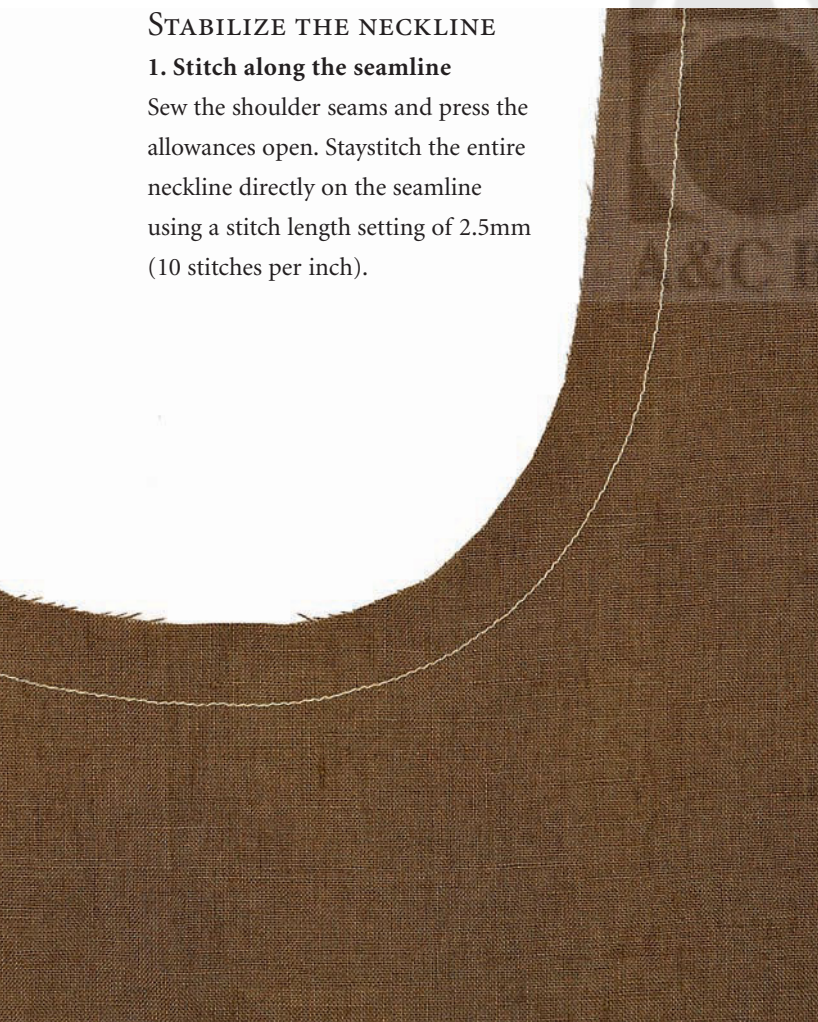 Stabilize the neckline
1. Stitch along the seamline
Sew the shoulder seams and press the
allowances open. Staystitch the entire
neckline directly on the seamline
using a stitch length setting of 2.5mm
(10 stitches per inch).
A&C